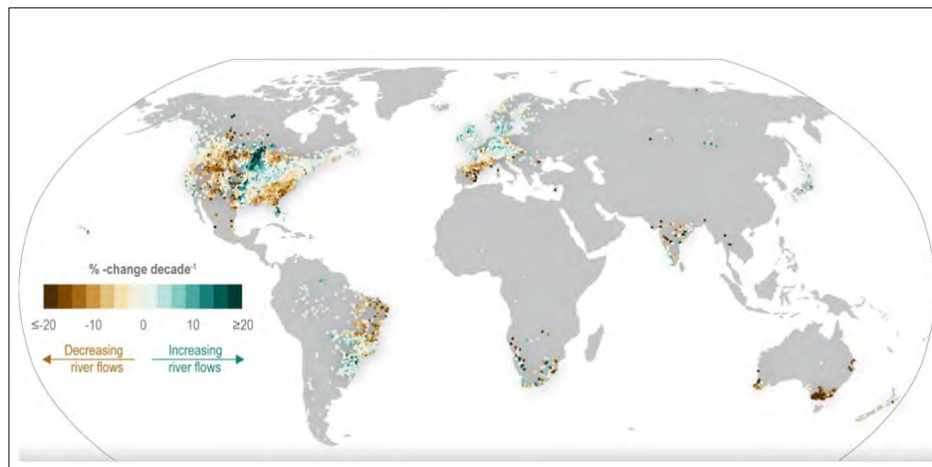 % -change decade⁻¹
≤-20 -10 0 10 ≥20
Decreasing river flows
Increasing river flows